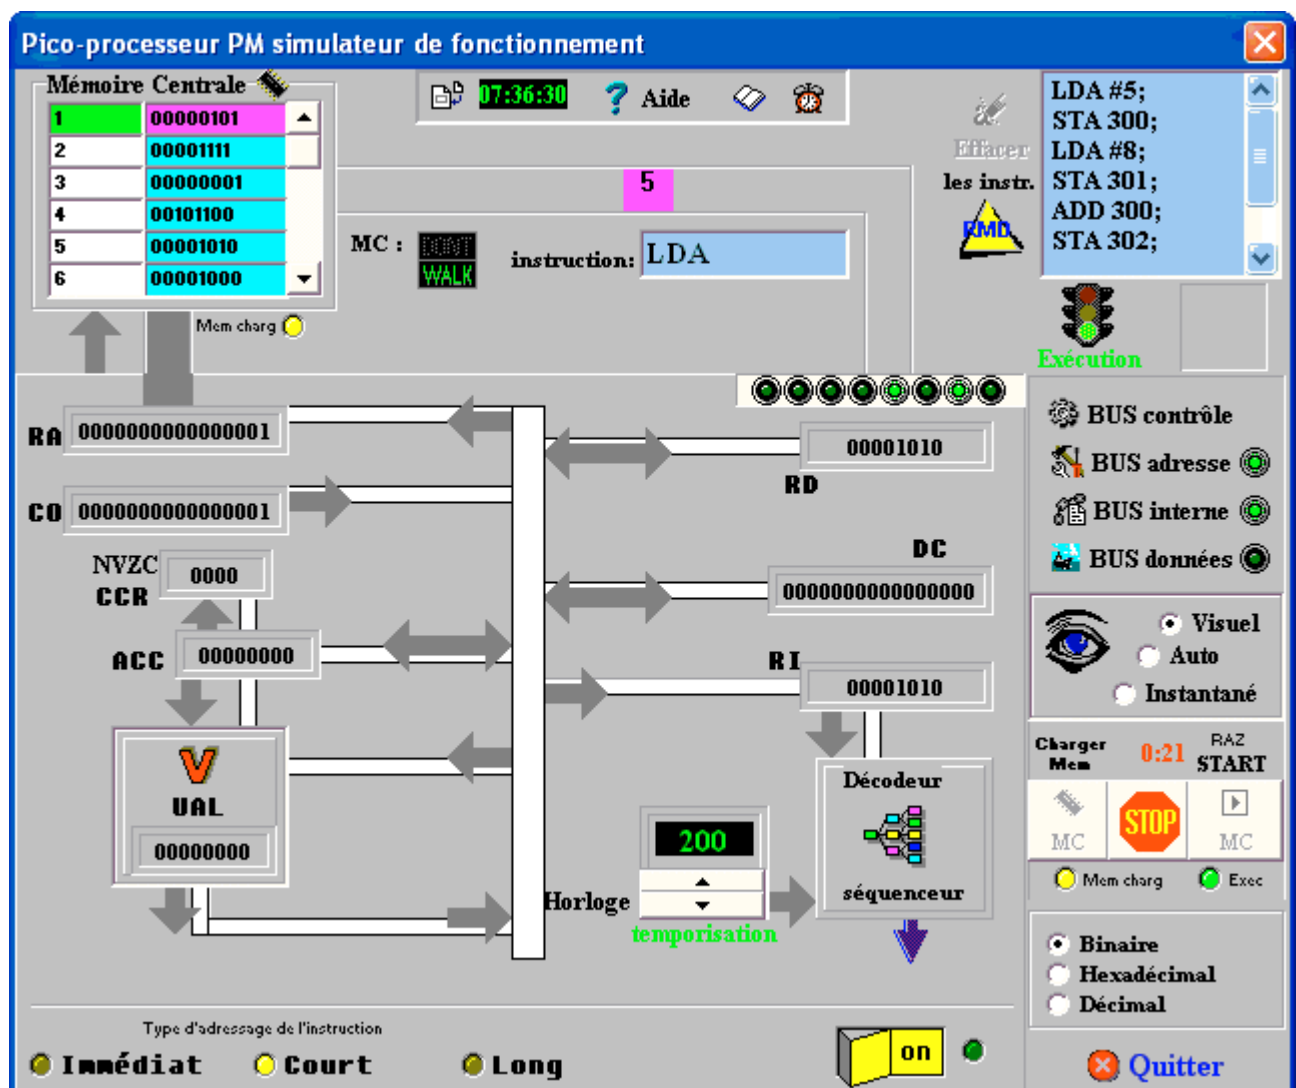 Pico-processeur PM simulateur de fonctionnement
Mémoire Centrale
1 00000101
2 00001111
3 00000001
4 00101100
5 00001010
6 00001000
Mem charg
07:36:30
Aide
5
MC :
DONT
WALK
instruction: LDA
Effacer
les instr.
RMD
LDA #5;
STA 300;
LDA #8;
STA 301;
ADD 300;
STA 302;
Exécution
RA 0000000000000001
CO 0000000000000001
NVZC 0000
CCR
ACC 00000000
V
UAL
00000000
00001010
RD
DC
0000000000000000
RI
00001010
Décodeur
séquenceur
200
Horloge
temporisation
BUS contrôle
BUS adresse
BUS interne
BUS données
Visuel
Auto
Instantané
Charger
Mem
0:21
RAZ
START
MC
STOP
MC
Mem charg
Exec
Binaire
Hexadécimal
Décimal
Type d'adressage de l'instruction
Immédiat
Court
Long
on
Quitter